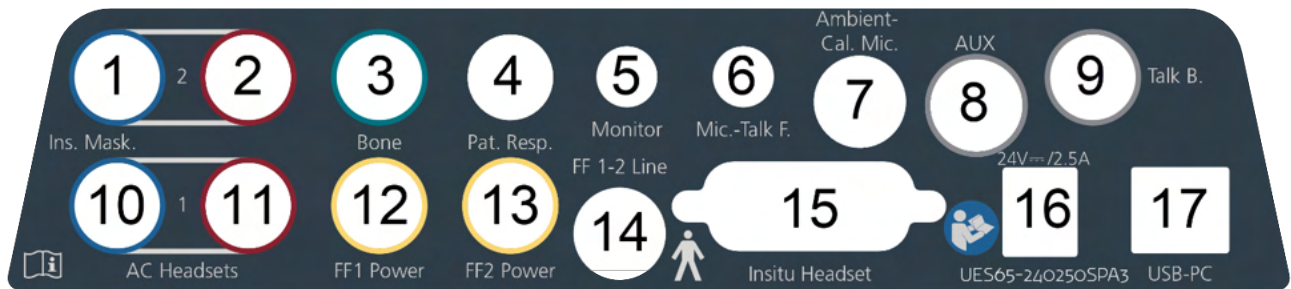 Ambient-
Cal. Mic.
AUX
1 2 2
3
4
5
6
7
8
9
Talk B.
Ins. Mask.
Bone
Pat. Resp.
Monitor
Mic.-Talk F.
FF 1-2 Line
24V⎓/2.5A
10 1 11
12
13
14
15
16
17
AC Headsets
FF1 Power
FF2 Power
Insitu Headset
UES65-240250SPA3
USB-PC